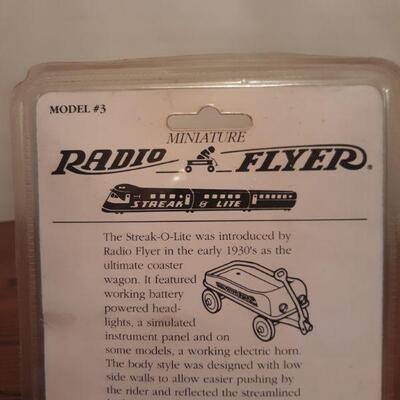 MODEL #3
MINIATURE
RADIO FLYER®
STREAK O LITE
The Streak-O-Lite was introduced by
Radio Flyer in the early 1930's as the
ultimate coaster
wagon. It featured
working battery
powered head-
lights, a simulated
instrument panel and on
some models, a working electric horn.
The body style was designed with low
side walls to allow easier pushing by
the rider and reflected the streamlined